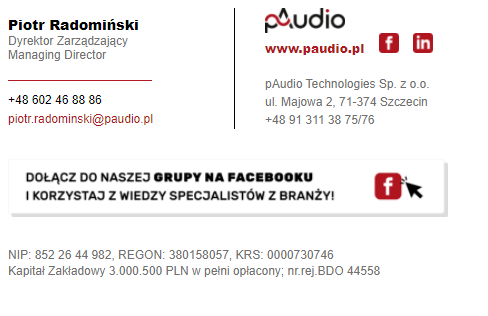 Piotr Radomiński
Dyrektor Zarządzający
Managing Director
+48 602 46 88 86
piotr.radominski@paudio.pl
pAudio
www.paudio.pl
pAudio Technologies Sp. z o.o.
ul. Majowa 2, 71-374 Szczecin
+48 91 311 38 75/76
DOŁĄCZ DO NASZEJ GRUPY NA FACEBOOKU
I KORZYSTAJ Z WIEDZY SPECJALISTÓW Z BRANŻY!
NIP: 852 26 44 982, REGON: 380158057, KRS: 0000730746
Kapitał Zakładowy 3.000.500 PLN w pełni opłacony; nr.rej.BDO 44558